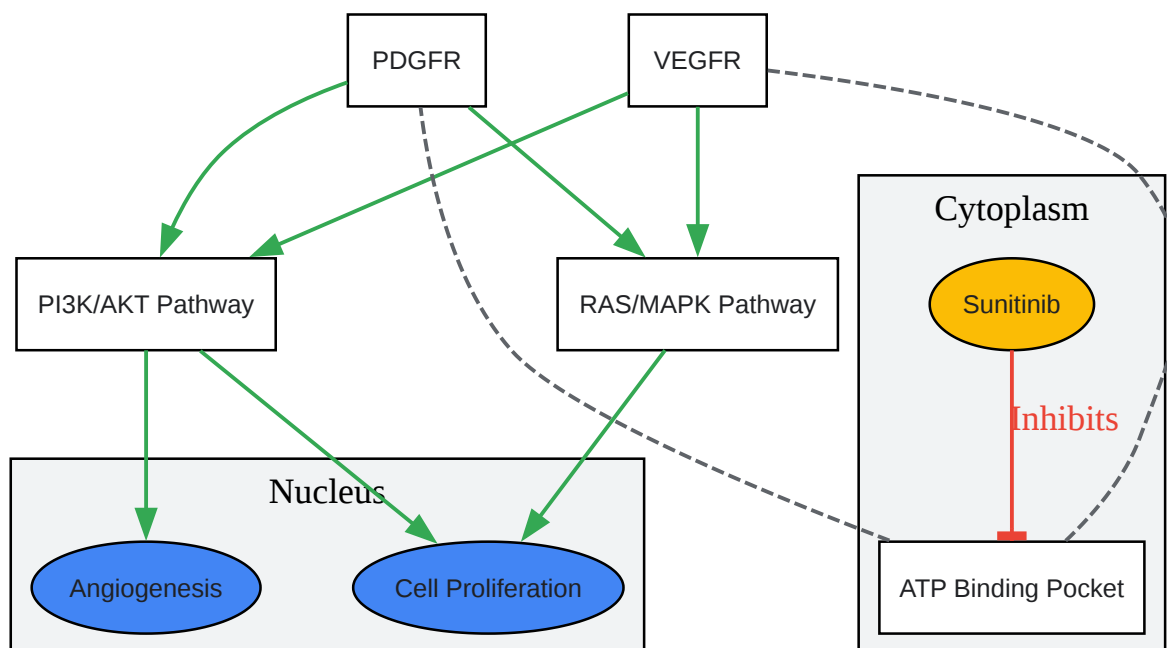 PDGFR
VEGFR
Cytoplasm
PI3K/AKT Pathway
RAS/MAPK Pathway
Sunitinib
Inhibits
Nucleus
Angiogenesis
Cell Proliferation
ATP Binding Pocket